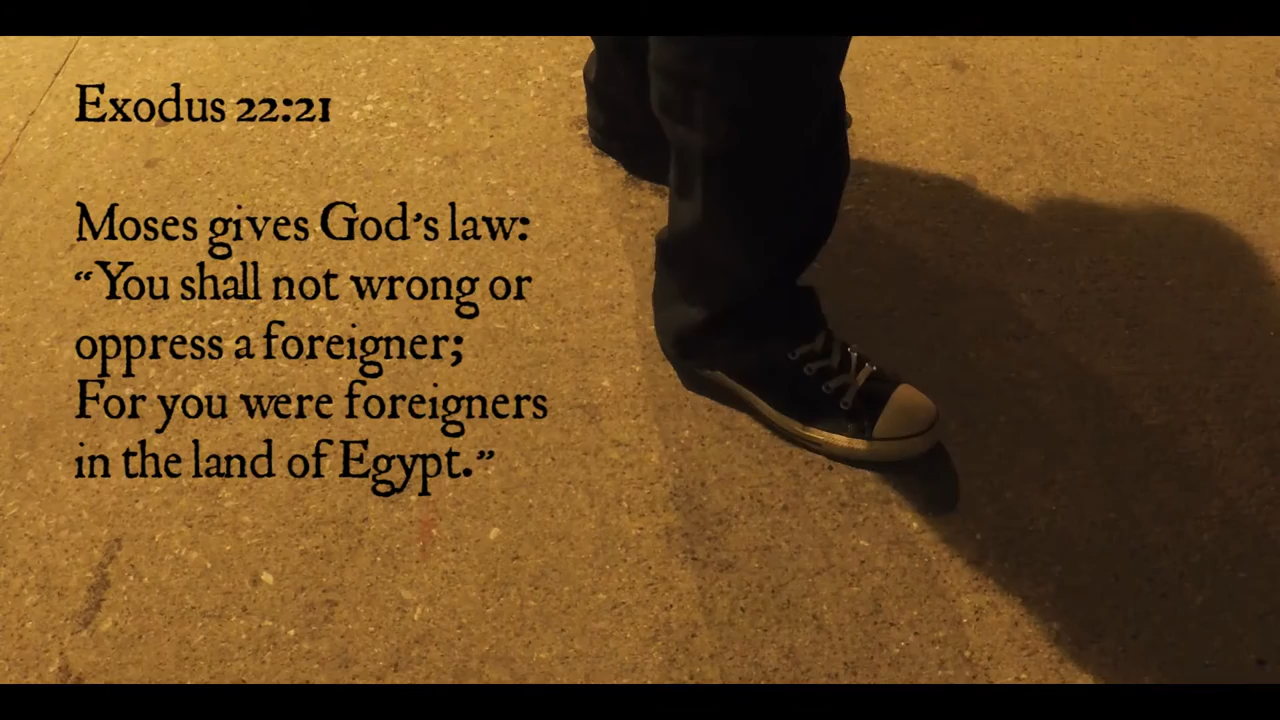 Exodus 22:21
Moses gives God's law:
“You shall not wrong or
oppress a foreigner;
For you were foreigners
in the land of Egypt.”